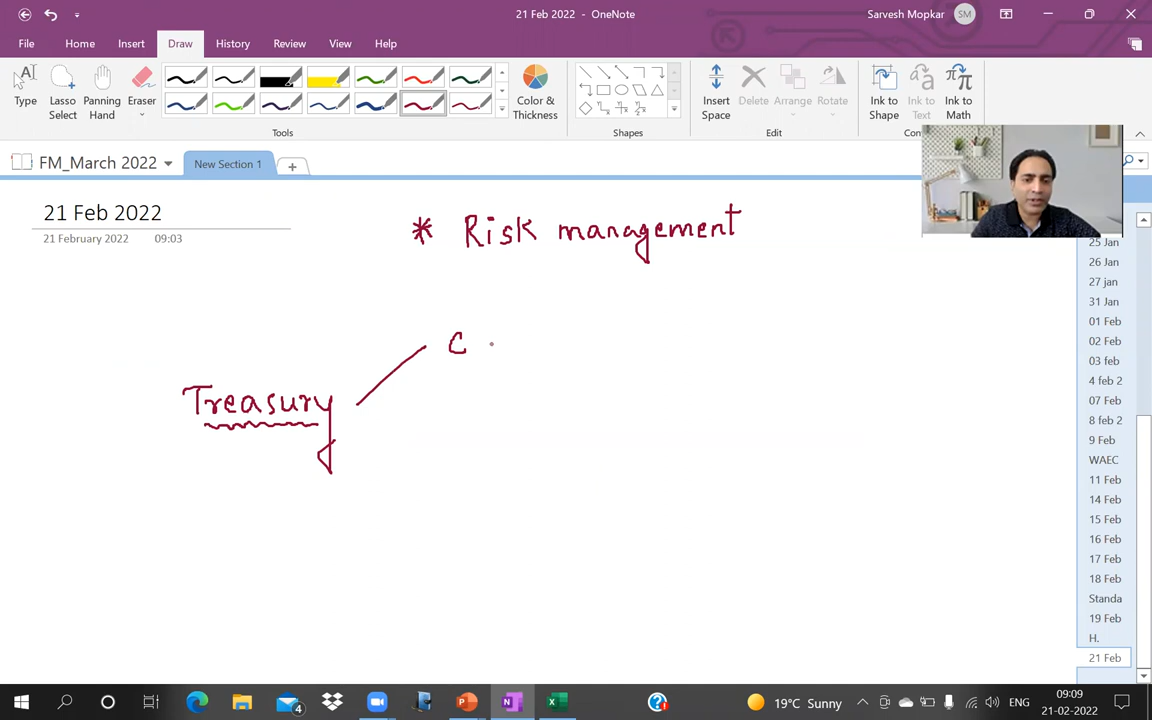 21 Feb 2022 - OneNote
Sarvesh Mopkar SM
File Home Insert Draw History Review View Help
Type Lasso Select Panning Hand Eraser Color & Thickness Insert Space Delete Arrange Rotate Ink to Shape Ink to Text Ink to Math
Tools Shapes Edit Con
FM_March 2022 New Section 1
21 Feb 2022
21 February 2022 09:03
* Risk management
C
Treasury
25 Jan
26 Jan
27 jan
31 Jan
01 Feb
02 Feb
03 feb
4 feb 2
07 Feb
8 feb 2
9 Feb
WAEC
11 Feb
14 Feb
15 Feb
16 Feb
17 Feb
18 Feb
Standa
19 Feb
H.
21 Feb
4
19°C Sunny
ENG
09:09
21-02-2022